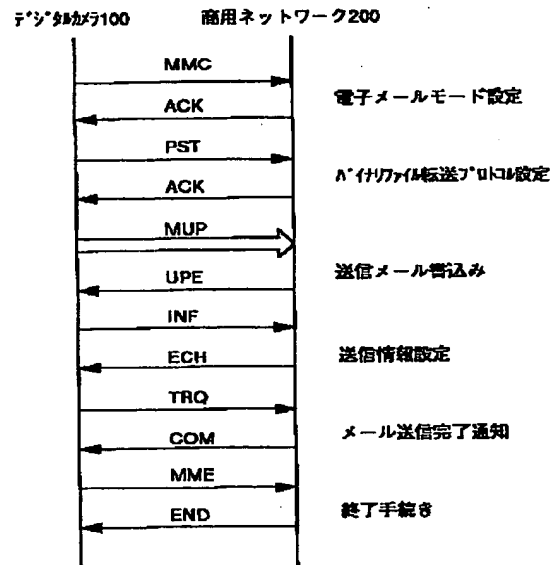 ﾃﾞｼﾞﾀﾙｶﾒﾗ100 商用ネットワーク200
MMC
電子メールモード設定
ACK
PST
ﾊﾞｲﾅﾘﾌｧｲﾙ転送ﾌﾟﾛﾄｺﾙ設定
ACK
MUP
送信メール書込み
UPE
INF
送信情報設定
ECH
TRQ
メール送信完了通知
COM
MME
終了手続き
END